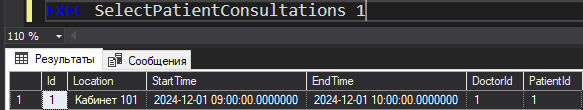 EXEC SelectPatientConsultations 1
110 %
Результаты Сообщения
Id Location StartTime EndTime DoctorId PatientId
1 1 Кабинет 101 2024-12-01 09:00:00.0000000 2024-12-01 10:00:00.0000000 1 1